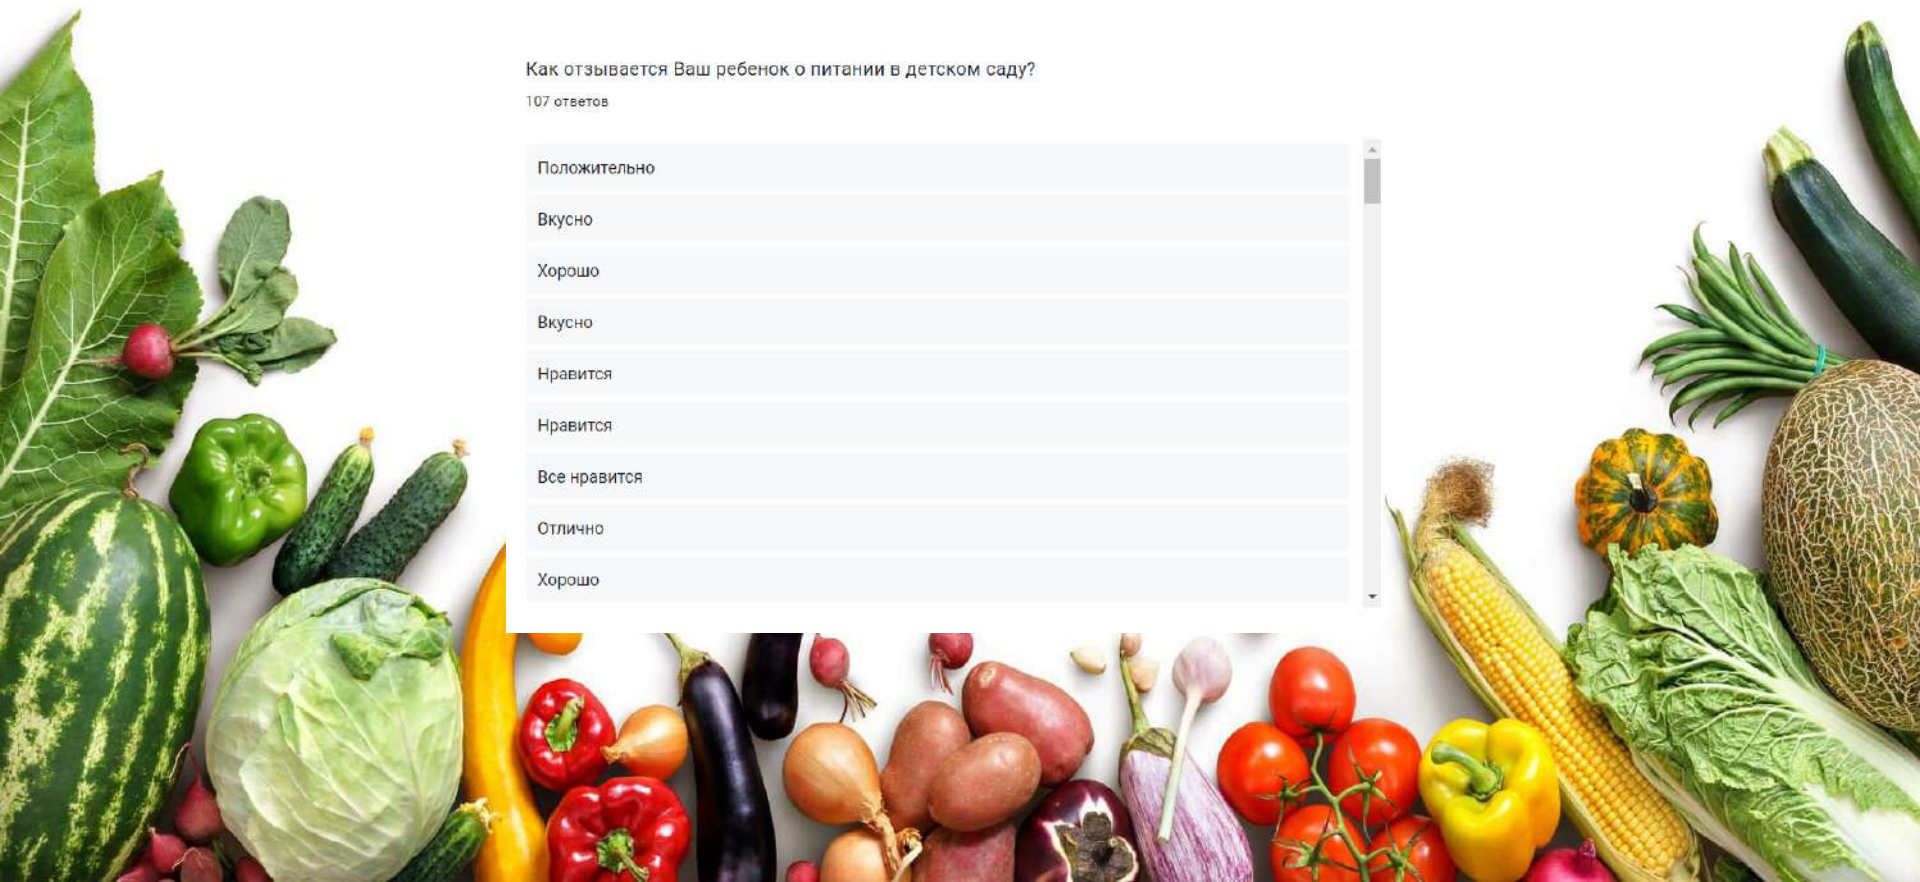 Как отзывается Ваш ребенок о питании в детском саду?
107 ответов
Положительно
Вкусно
Хорошо
Вкусно
Нравится
Нравится
Все нравится
Отлично
Хорошо